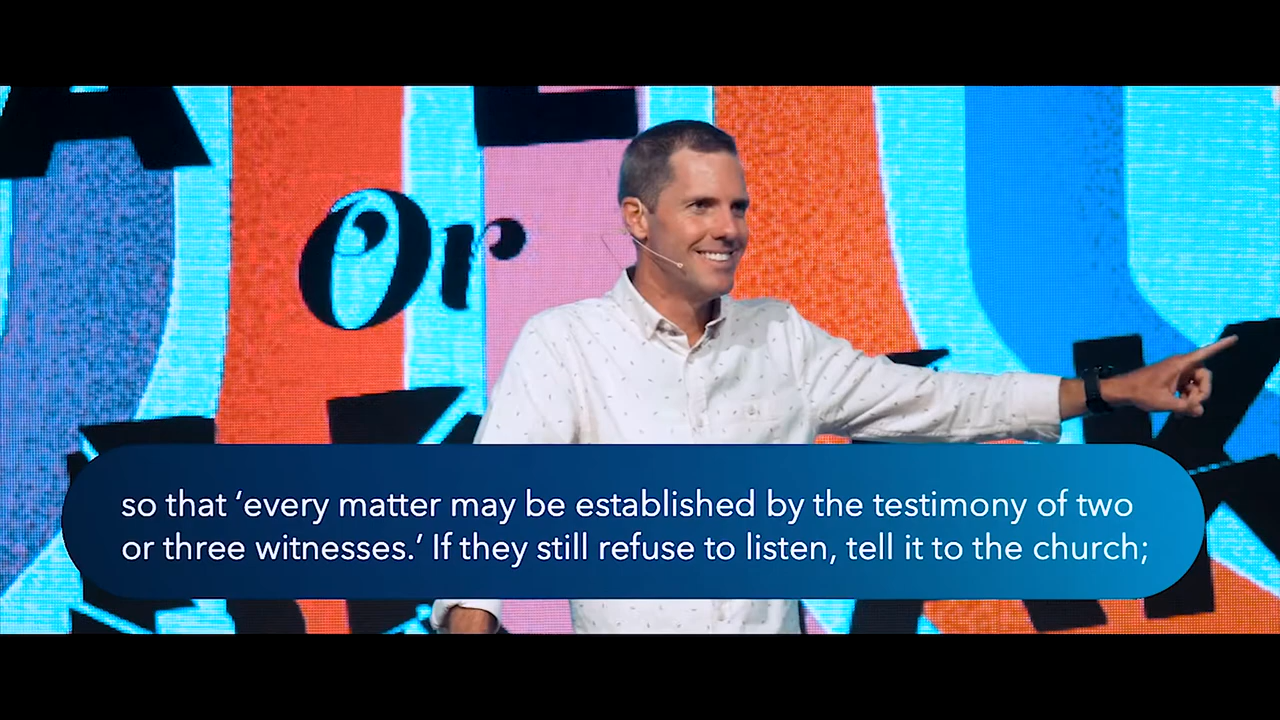 Or
so that ‘every matter may be established by the testimony of two
or three witnesses.’ If they still refuse to listen, tell it to the church;